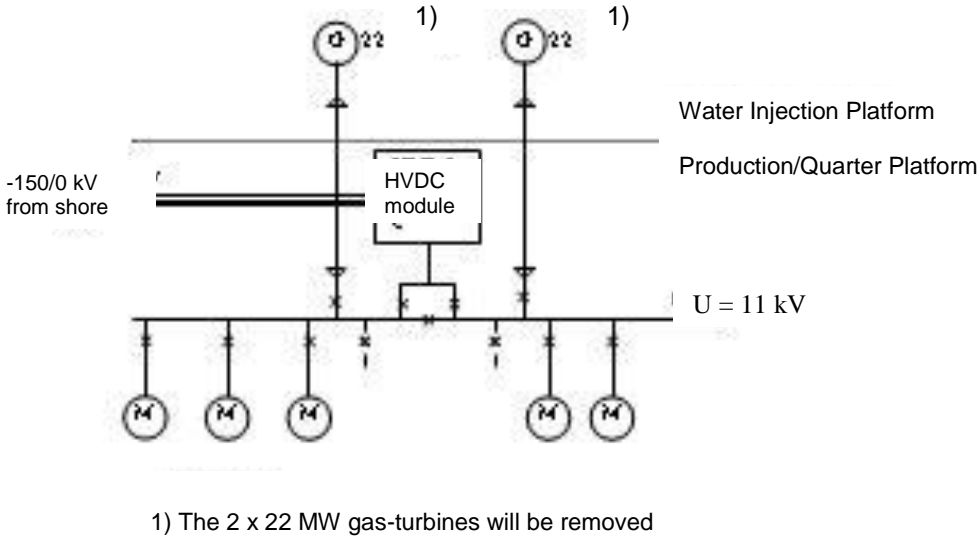 1)
1)
G 22
G 22
Water Injection Platform
Production/Quarter Platform
-150/0 kV
from shore
HVDC
module
U = 11 kV
M
M
M
M
M
1) The 2 x 22 MW gas-turbines will be removed